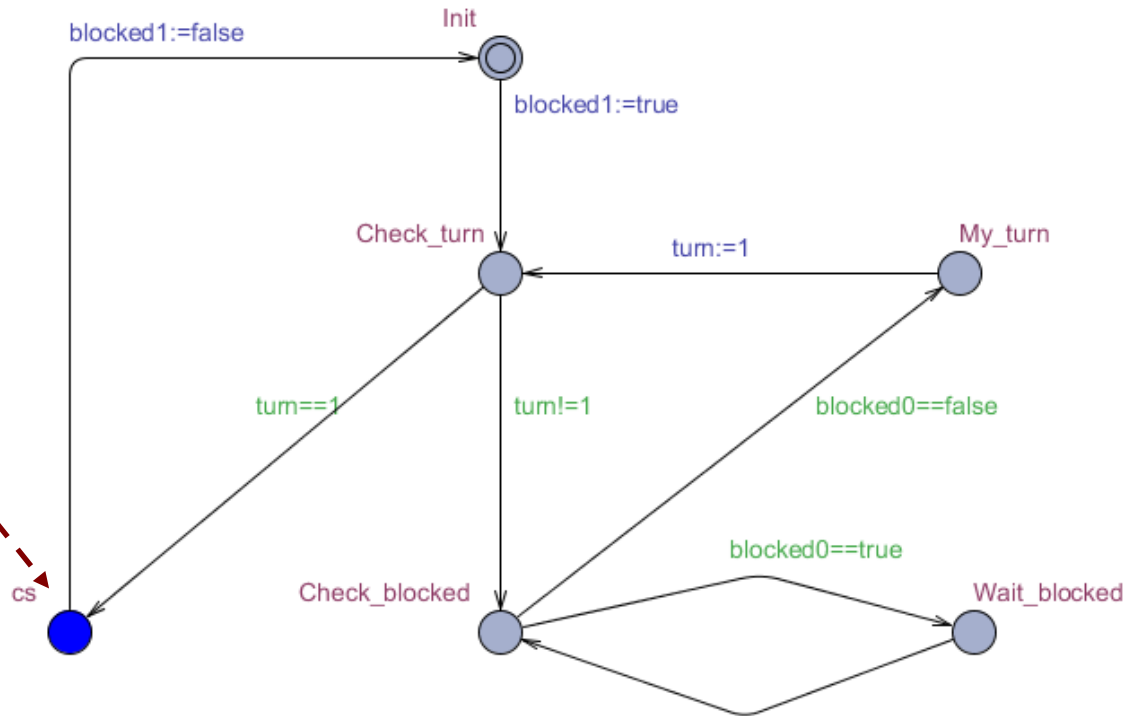 Init
blocked1:=false
blocked1:=true
Check_turn
My_turn
turn:=1
turn==1
turn!=1
blocked0==false
blocked0==true
cs
Check_blocked
Wait_blocked